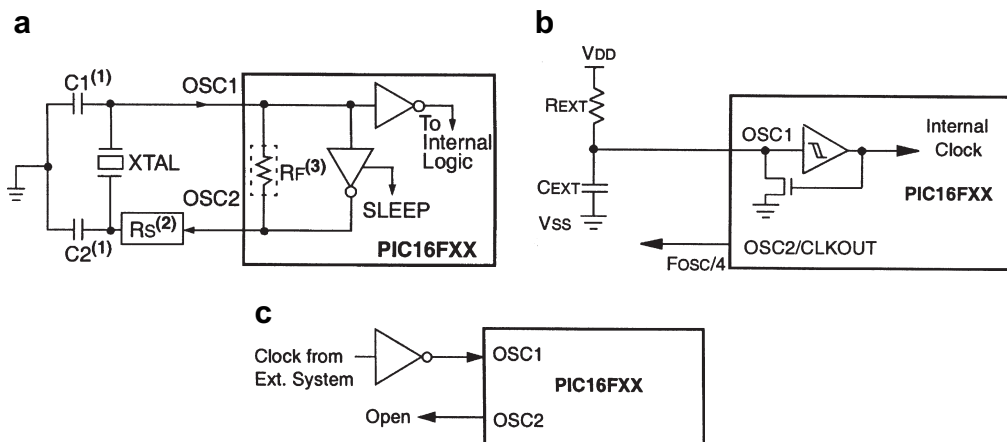 a
C1(1)
OSC1
To
Internal
Logic
XTAL
RF(3)
OSC2
SLEEP
RS(2)
C2(1)
PIC16FXX
b
VDD
REXT
OSC1
Internal
Clock
CEXT
PIC16FXX
VSS
OSC2/CLKOUT
FOSC/4
c
Clock from
Ext. System
OSC1
PIC16FXX
Open
OSC2